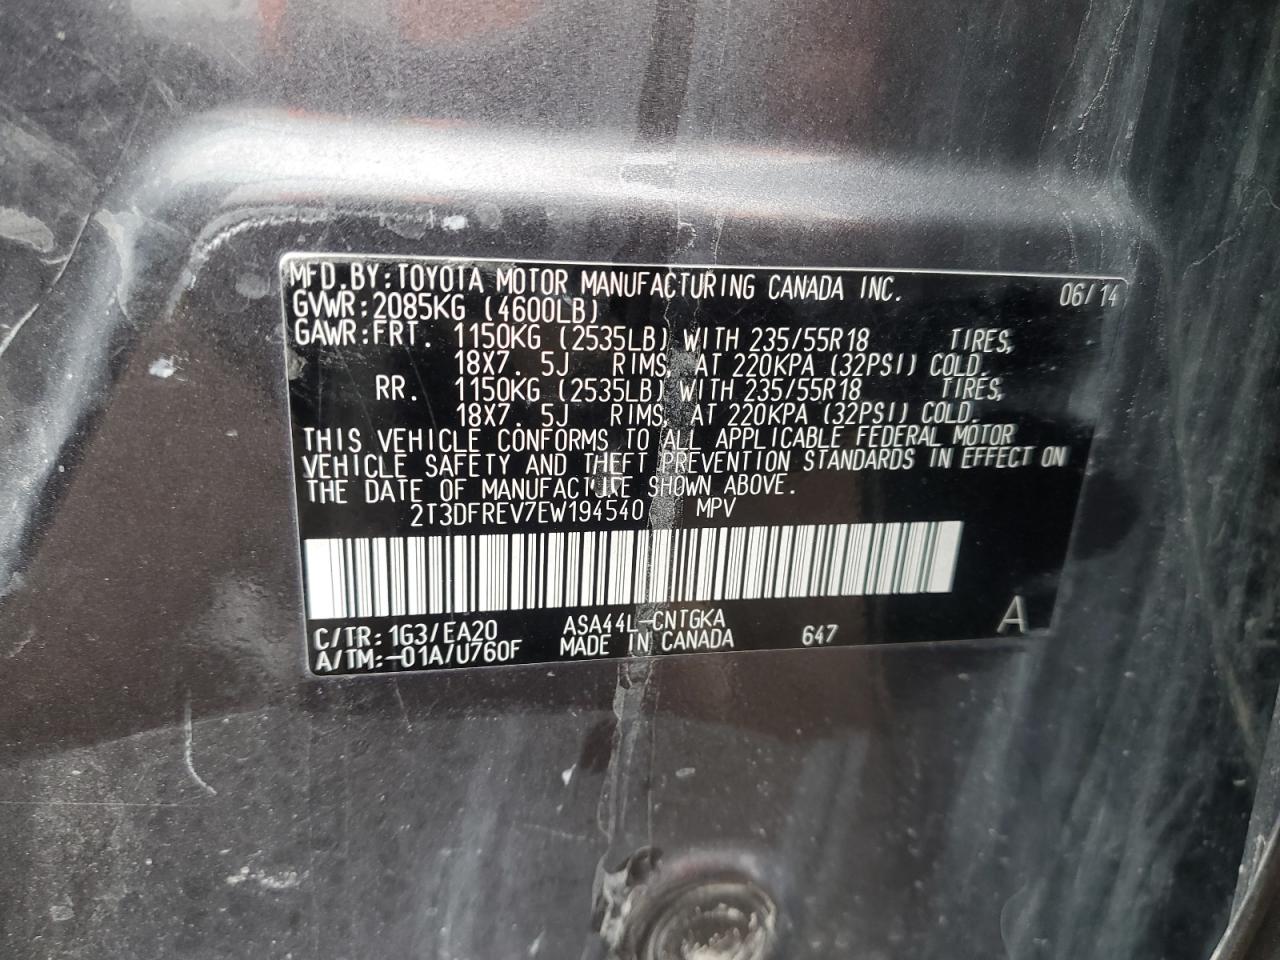 MFD.BY:TOYOTA MOTOR MANUFACTURING CANADA INC. 06/14
GVWR:2085KG (4600LB)
GAWR:FRT. 1150KG (2535LB) WITH 235/55R18 TIRES,
18X7.5J RIMS, AT 220KPA (32PSI) COLD.
RR. 1150KG (2535LB) WITH 235/55R18 TIRES,
18X7.5J RIMS, AT 220KPA (32PSI) COLD.
THIS VEHICLE CONFORMS TO ALL APPLICABLE FEDERAL MOTOR
VEHICLE SAFETY AND THEFT PREVENTION STANDARDS IN EFFECT ON
THE DATE OF MANUFACTURE SHOWN ABOVE.
2T3DFREV7EW194540 MPV
C/TR:1G3/EA20 ASA44L-CNTGKA 647 A
A/TM:-01A/U760F MADE IN CANADA